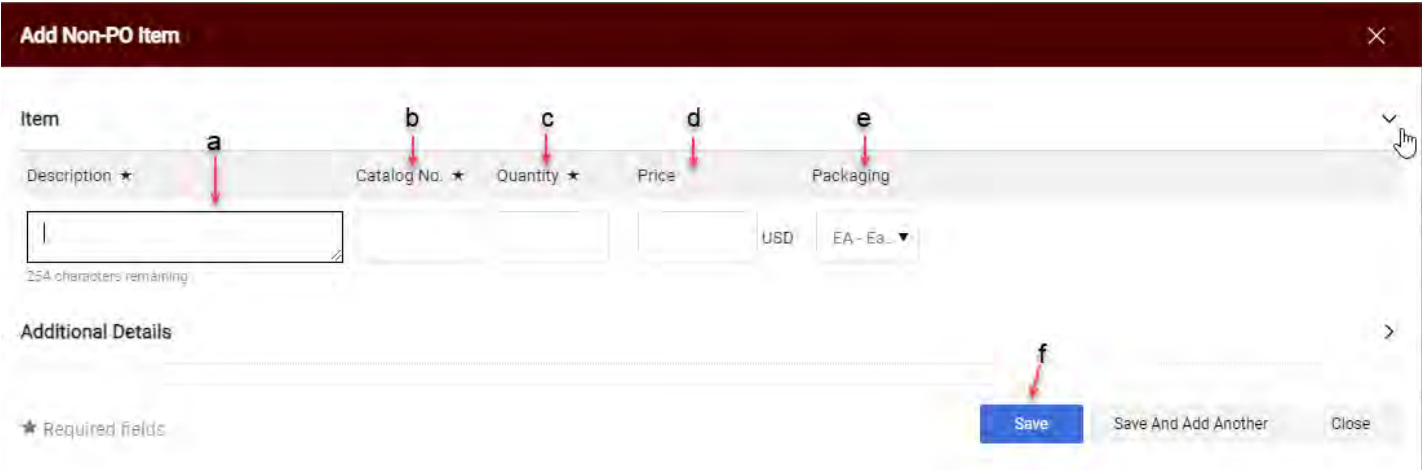 Add Non-PO Item
Item
a b c d e
Description ★ Catalog No. ★ Quantity ★ Price Packaging
USD EA - Ea..
254 characters remaining
Additional Details
f
★ Required fields Save Save And Add Another Close